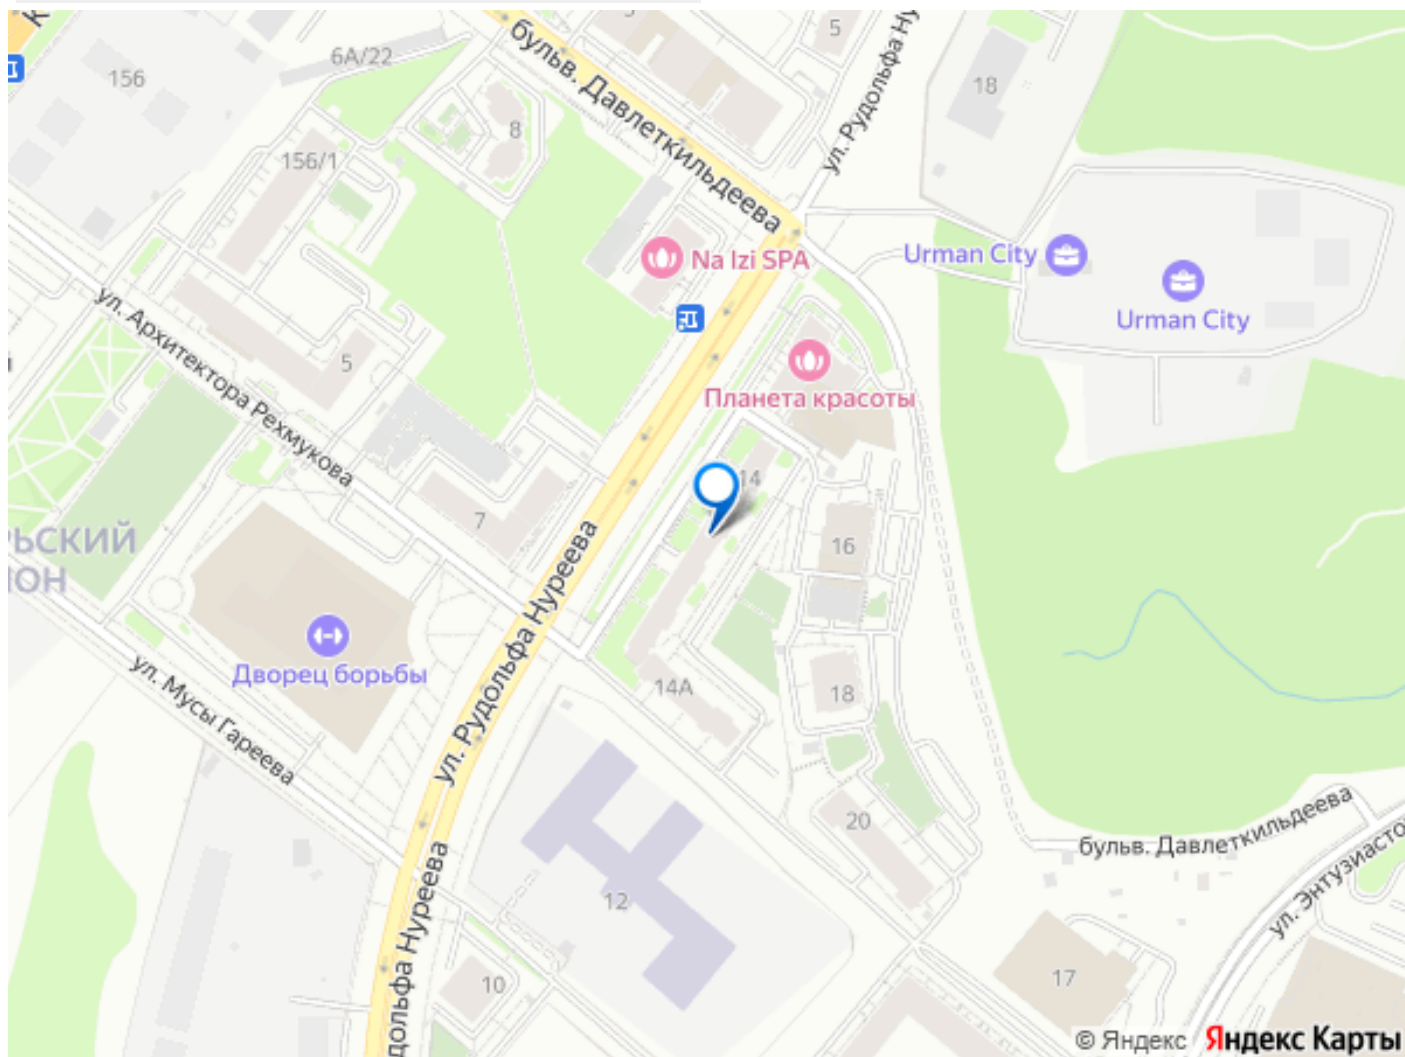 6А/22
156
156/1
8
5
бульв. Давлеткильдеева
ул. Рудольфа Ну
18
Na Izi SPA
Urman City
Urman City
Планета красоты
ул. Архитектора Рехмукова
5
14
7
16
ЬСКИЙ
ОН
ул. Рудольфа Нуреева
Дворец борьбы
14А
18
ул. Мусы Гареева
20
бульв. Давлеткильдеева
ул. Энтузиасто
12
дольфа Нуреева
10
17
© Яндекс Яндекс Карты